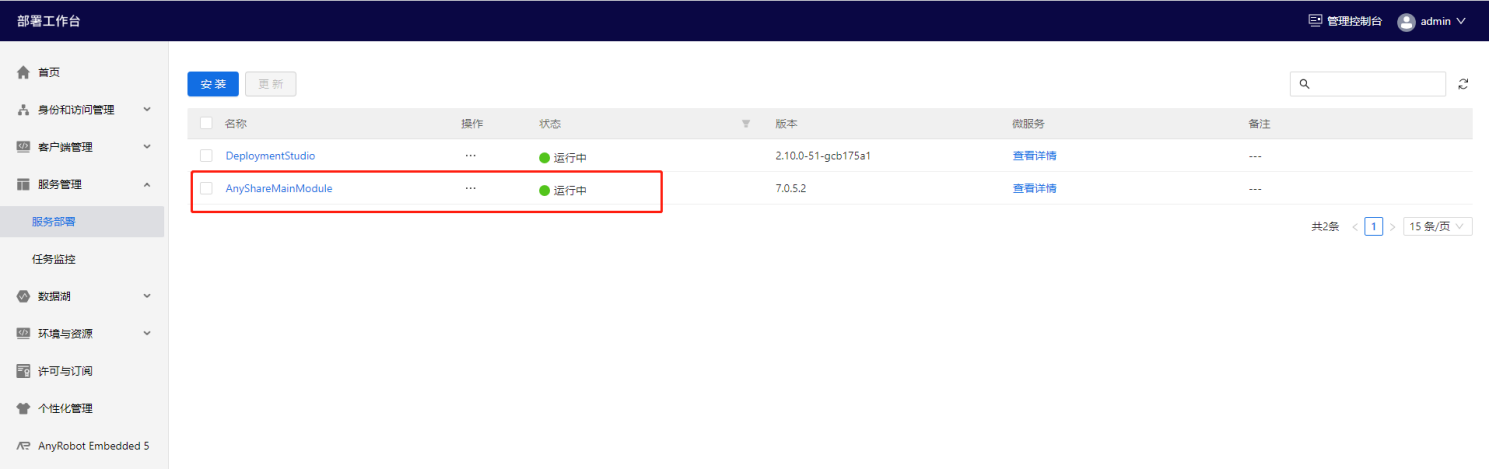 部署工作台
管理控制台 admin
首页
身份和访问管理
客户端管理
服务管理
服务部署
任务监控
数据湖
环境与资源
许可与订阅
个性化管理
AnyRobot Embedded 5
安装 更新
名称 操作 状态 版本 微服务 备注
DeploymentStudio ··· 运行中 2.10.0-51-gcb175a1 查看详情 ---
AnyShareMainModule ··· 运行中 7.0.5.2 查看详情 ---
共2条 < 1 > 15 条/页